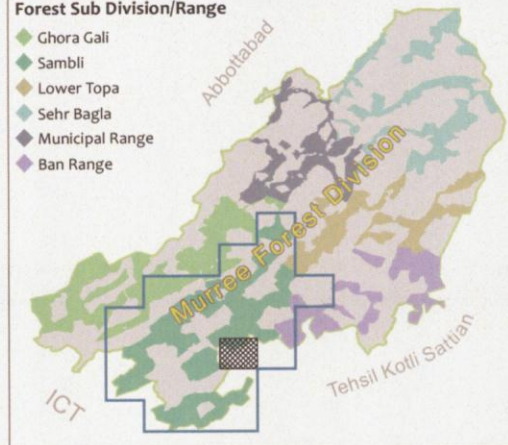 Forest Sub Division/Range
Ghora Gali
Sambli
Lower Topa
Sehr Bagla
Municipal Range
Ban Range
Abbottabad
Murree Forest Division
Tehsil Kotli Sattian
ICT